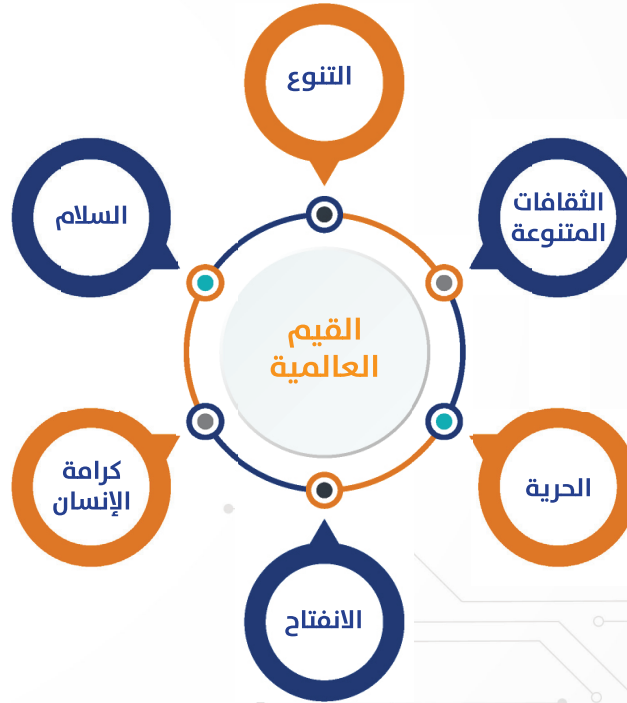 التنوع
الثقافات
المتنوعة
السلام
القيم
العالمية
كرامة
الإنسان
الحرية
الانفتاح